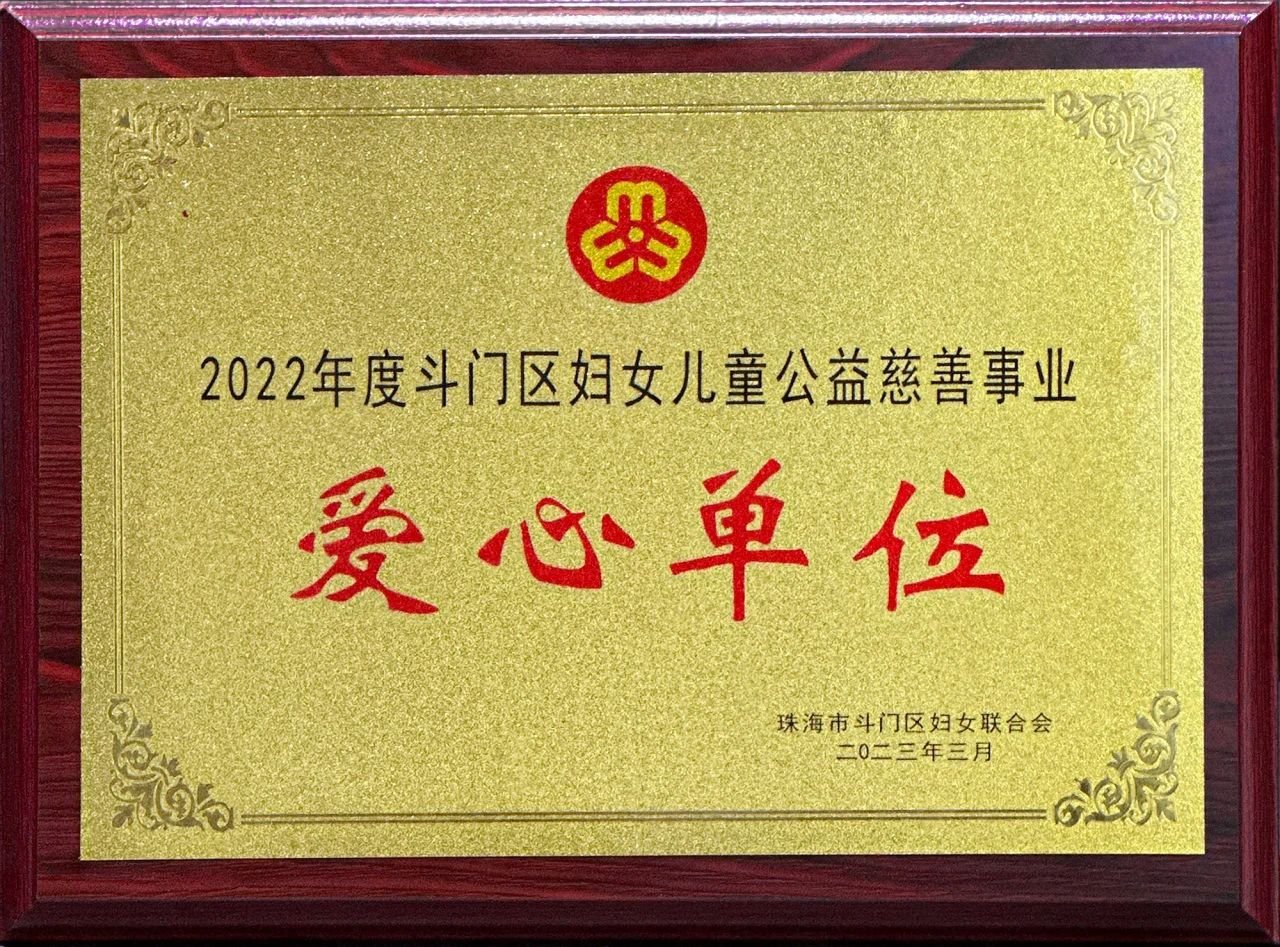 2022年度斗门区妇女儿童公益慈善事业
爱心单位
珠海市斗门区妇女联合会
二0二三年三月